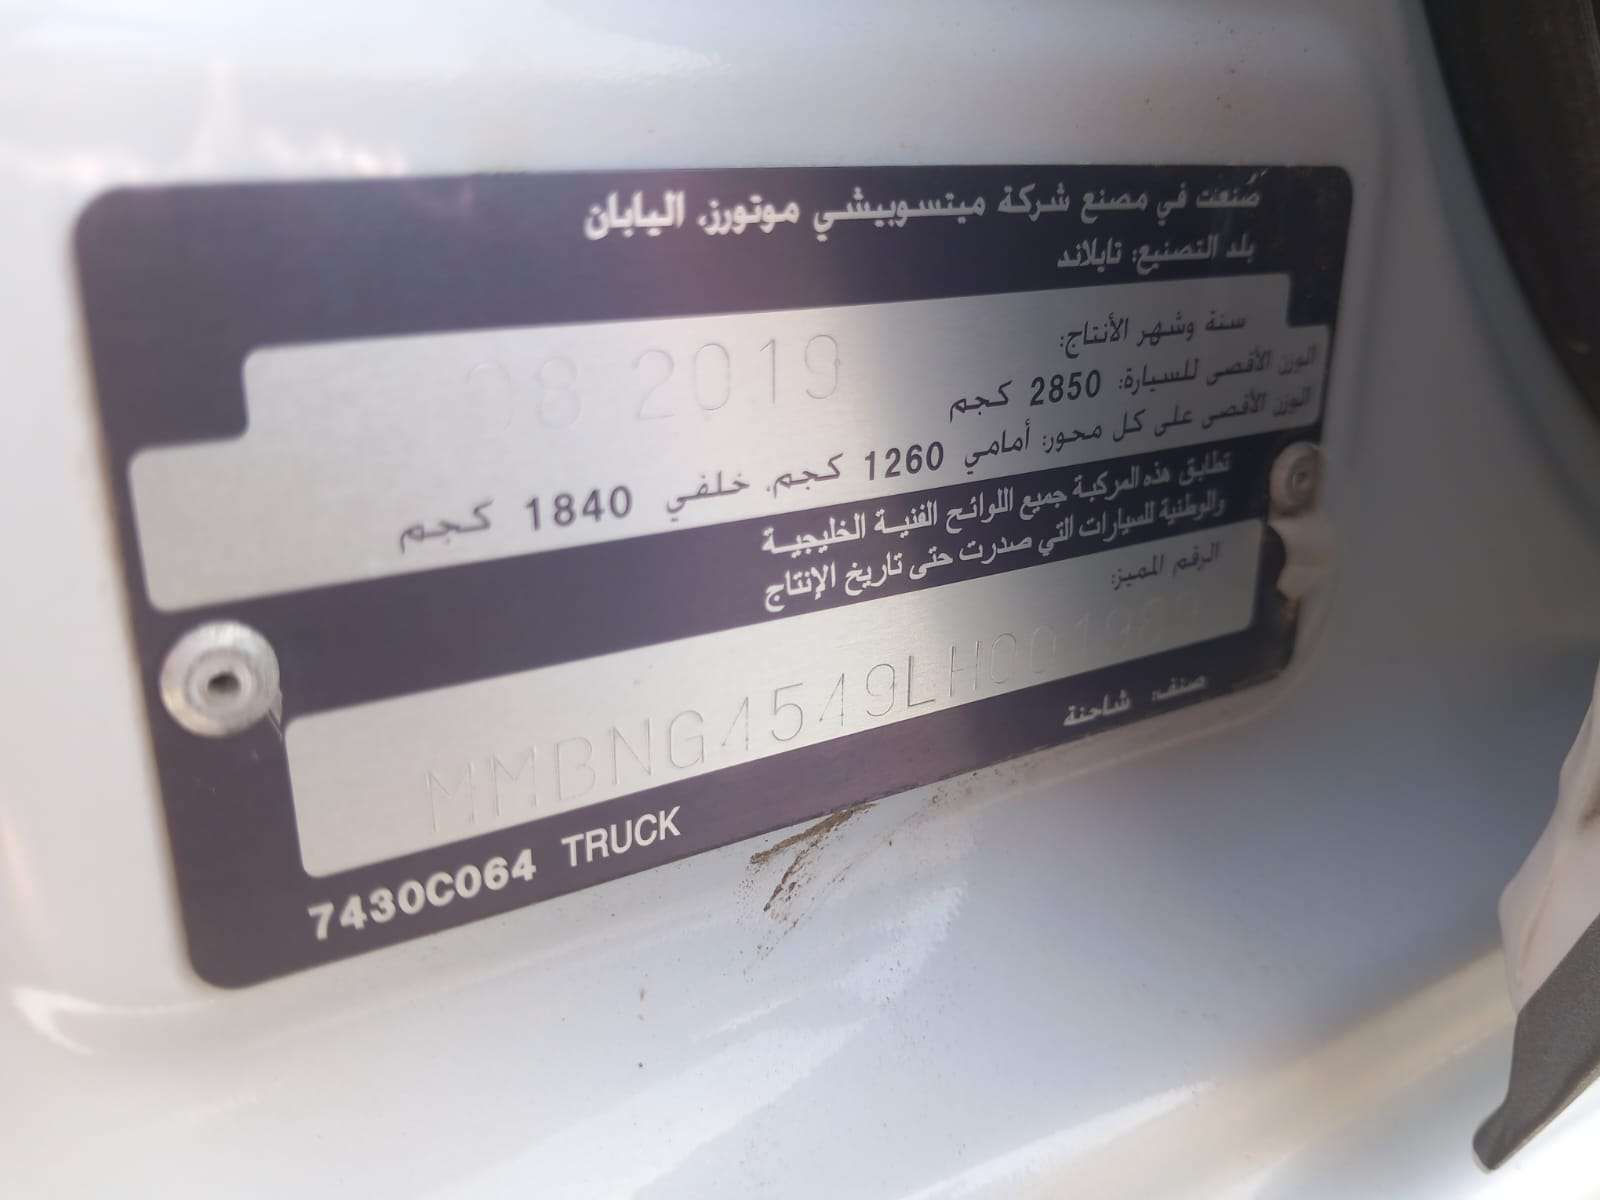 صُنعت في مصنع شركة ميتسوبيشي موتورز، اليابان
بلد التصنيع: تايلاند
سنة وشهر الأنتاج: 08 2019
الوزن الأقصى للسيارة: 2850 كجم
الوزن الأقصى على كل محور: أمامي 1260 كجم، خلفي 1840 كجم
تطابق هذه المركبة جميع اللوائح الفنية الخليجية
والوطنية للسيارات التي صدرت حتى تاريخ الإنتاج
الرقم المميز:
صنف: شاحنة
7430C064 TRUCK